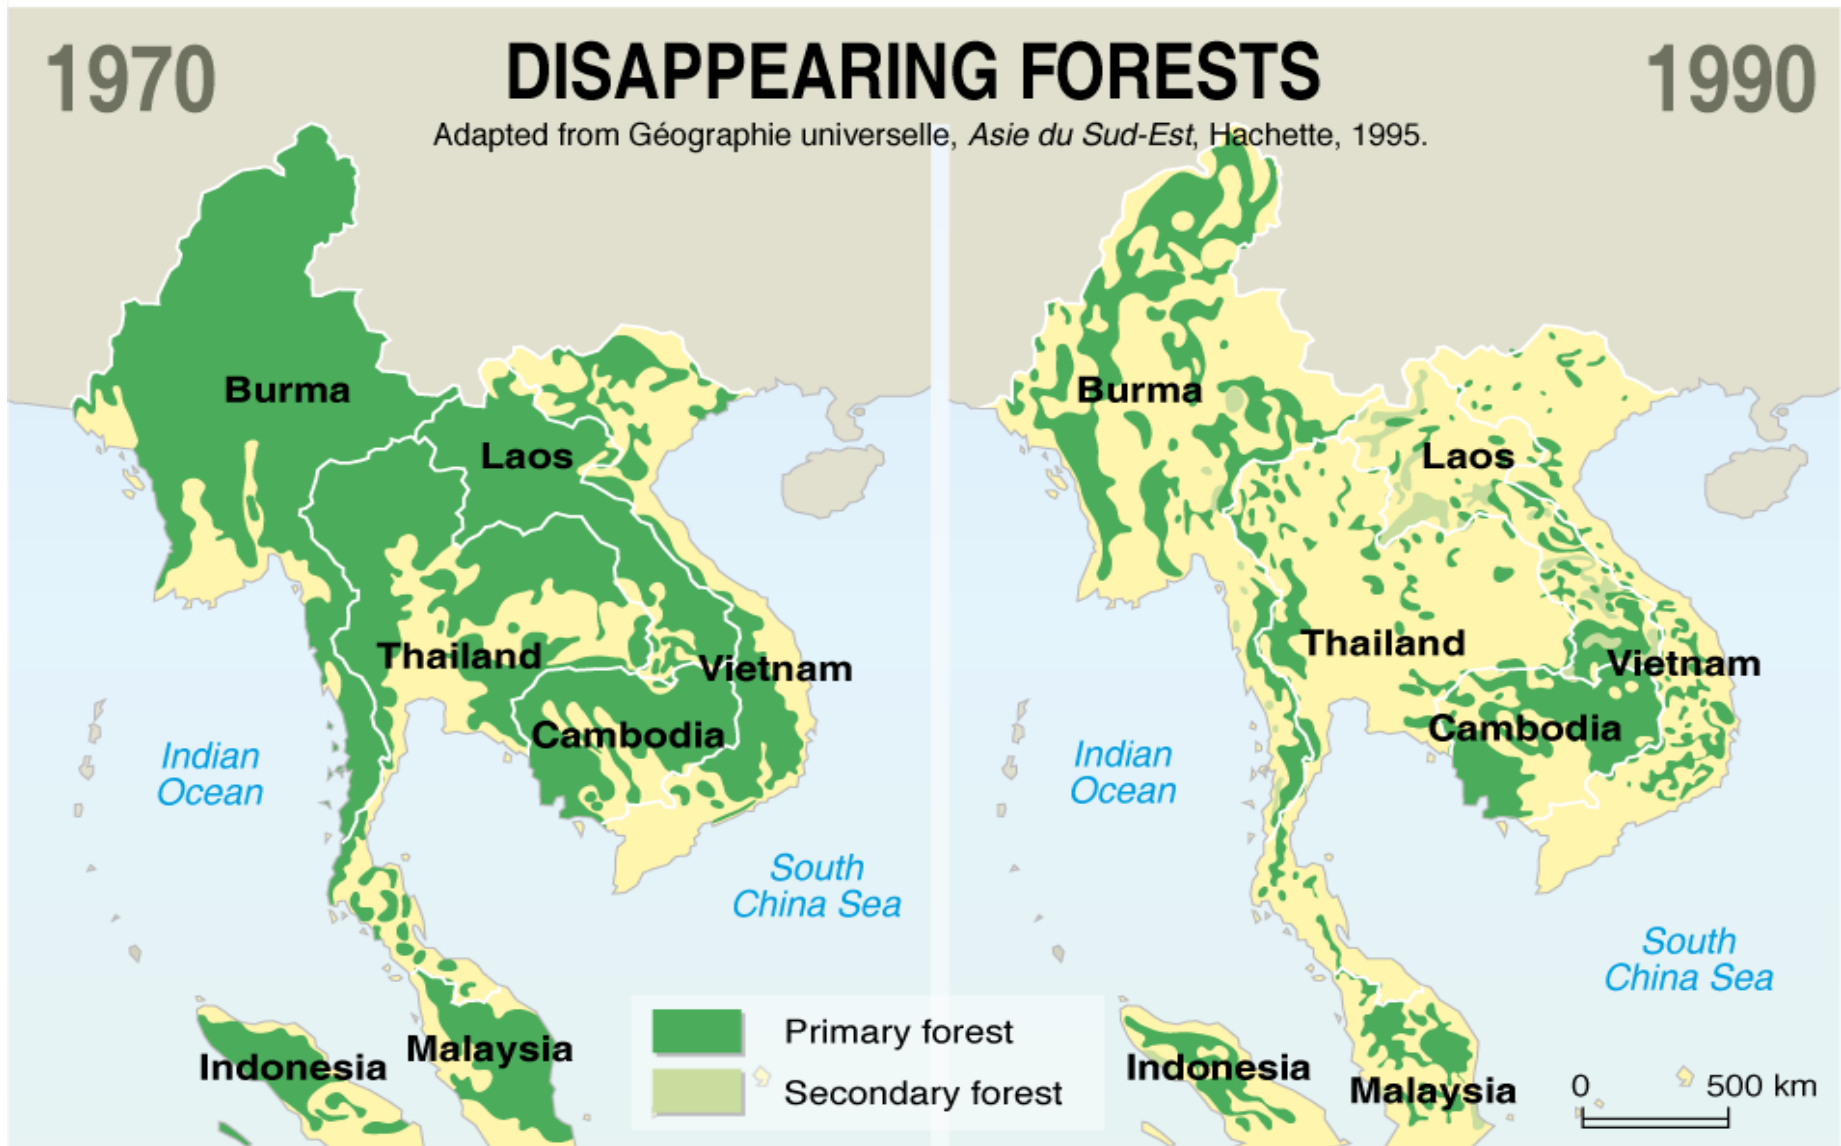 1970
DISAPPEARING FORESTS
1990
Adapted from Géographie universelle, Asie du Sud-Est, Hachette, 1995.
Burma
Laos
Thailand
Vietnam
Cambodia
Indian
Ocean
South
China Sea
Malaysia
Indonesia
Burma
Laos
Thailand
Vietnam
Cambodia
Indian
Ocean
South
China Sea
Indonesia
Malaysia
Primary forest
Secondary forest
0 500 km